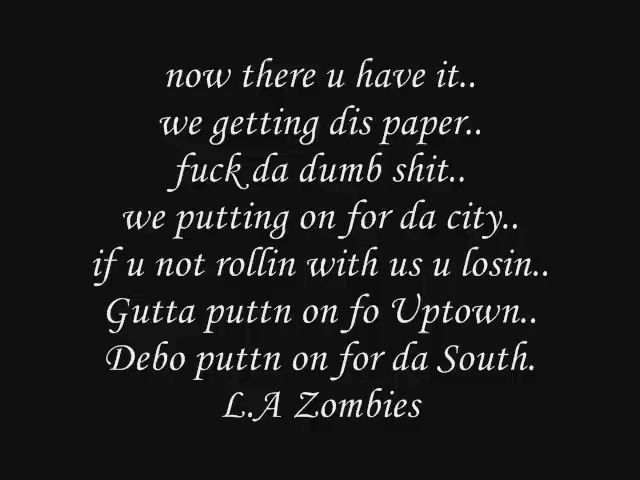 now there u have it..
we getting dis paper..
fuck da dumb shit..
we putting on for da city..
if u not rollin with us u losin..
Gutta puttn on fo Uptown..
Debo puttn on for da South.
L.A Zombies